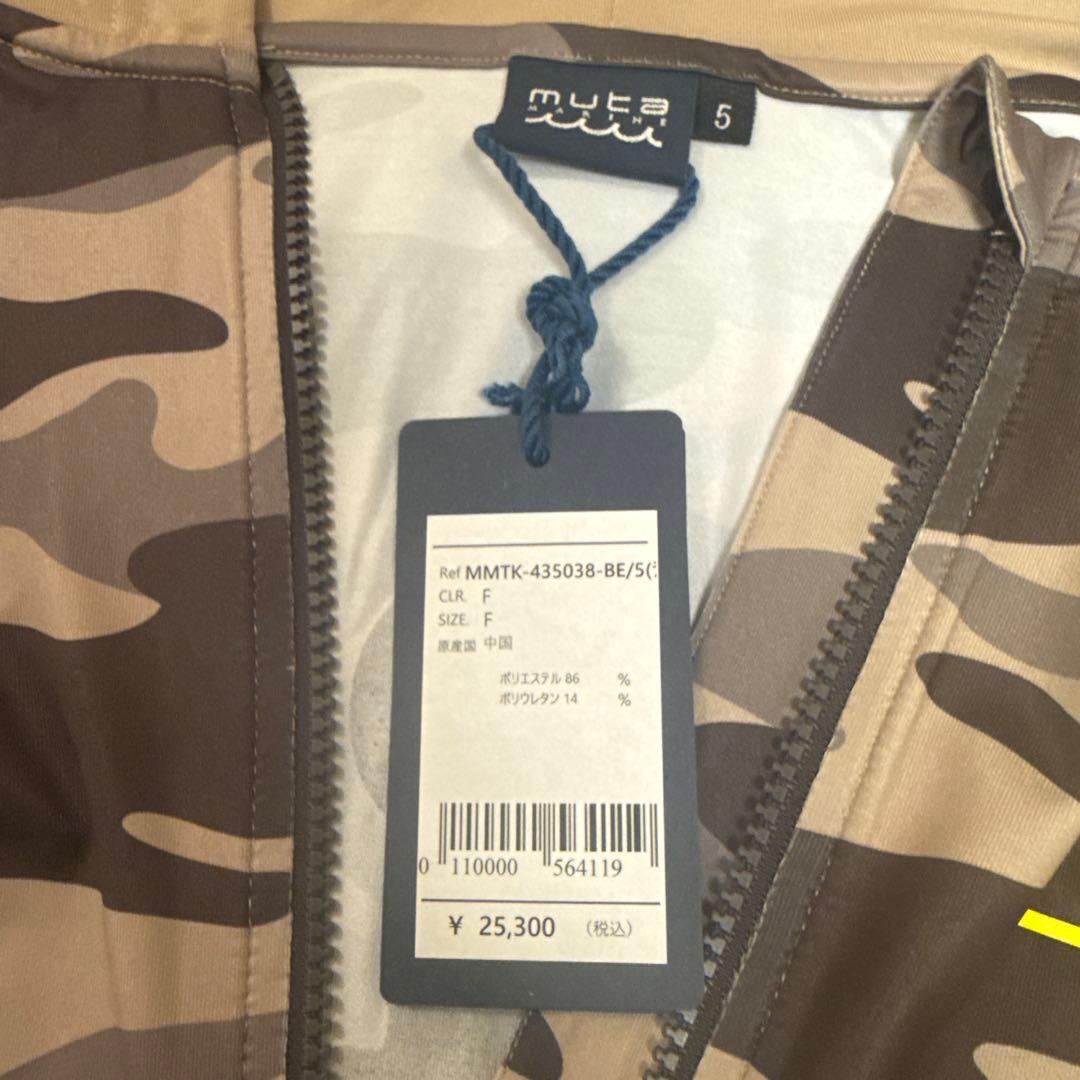 muta
MARINE
5
Ref MMTK-435038-BE/5(
CLR. F
SIZE. F
原産国 中国
ポリエステル 86 %
ポリウレタン 14 %
0 110000 564119
¥ 25,300 (税込)